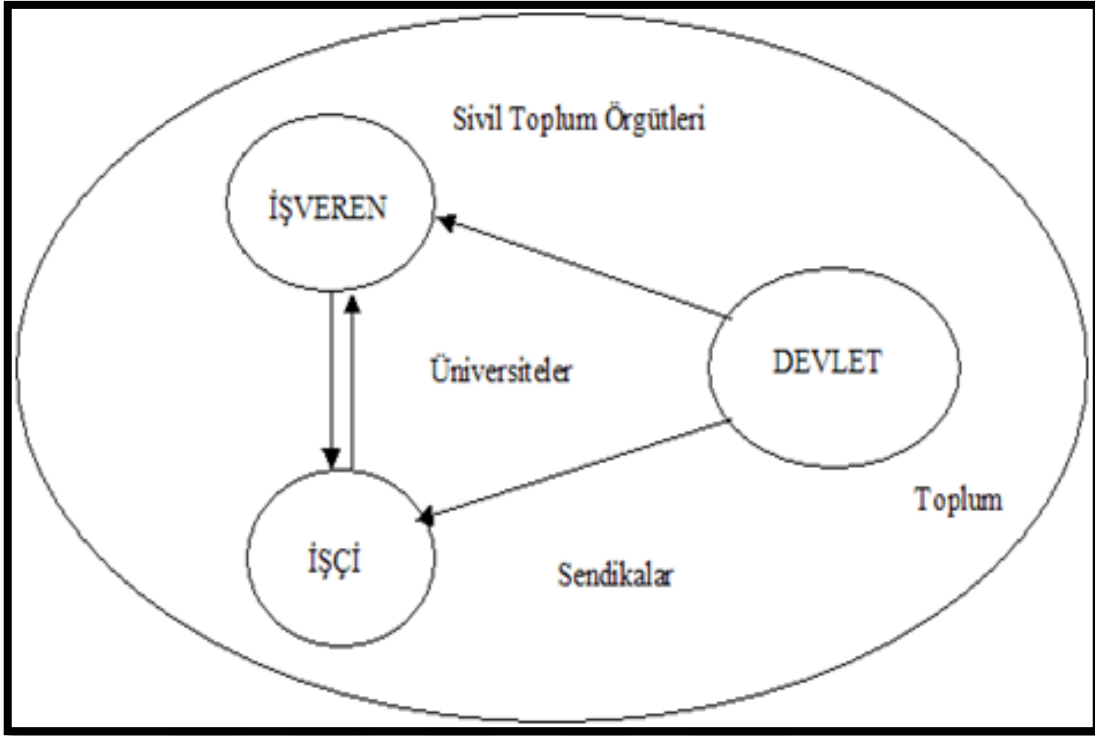 Sivil Toplum Örgütleri
İŞVEREN
DEVLET
Üniversiteler
Toplum
İŞÇİ
Sendikalar